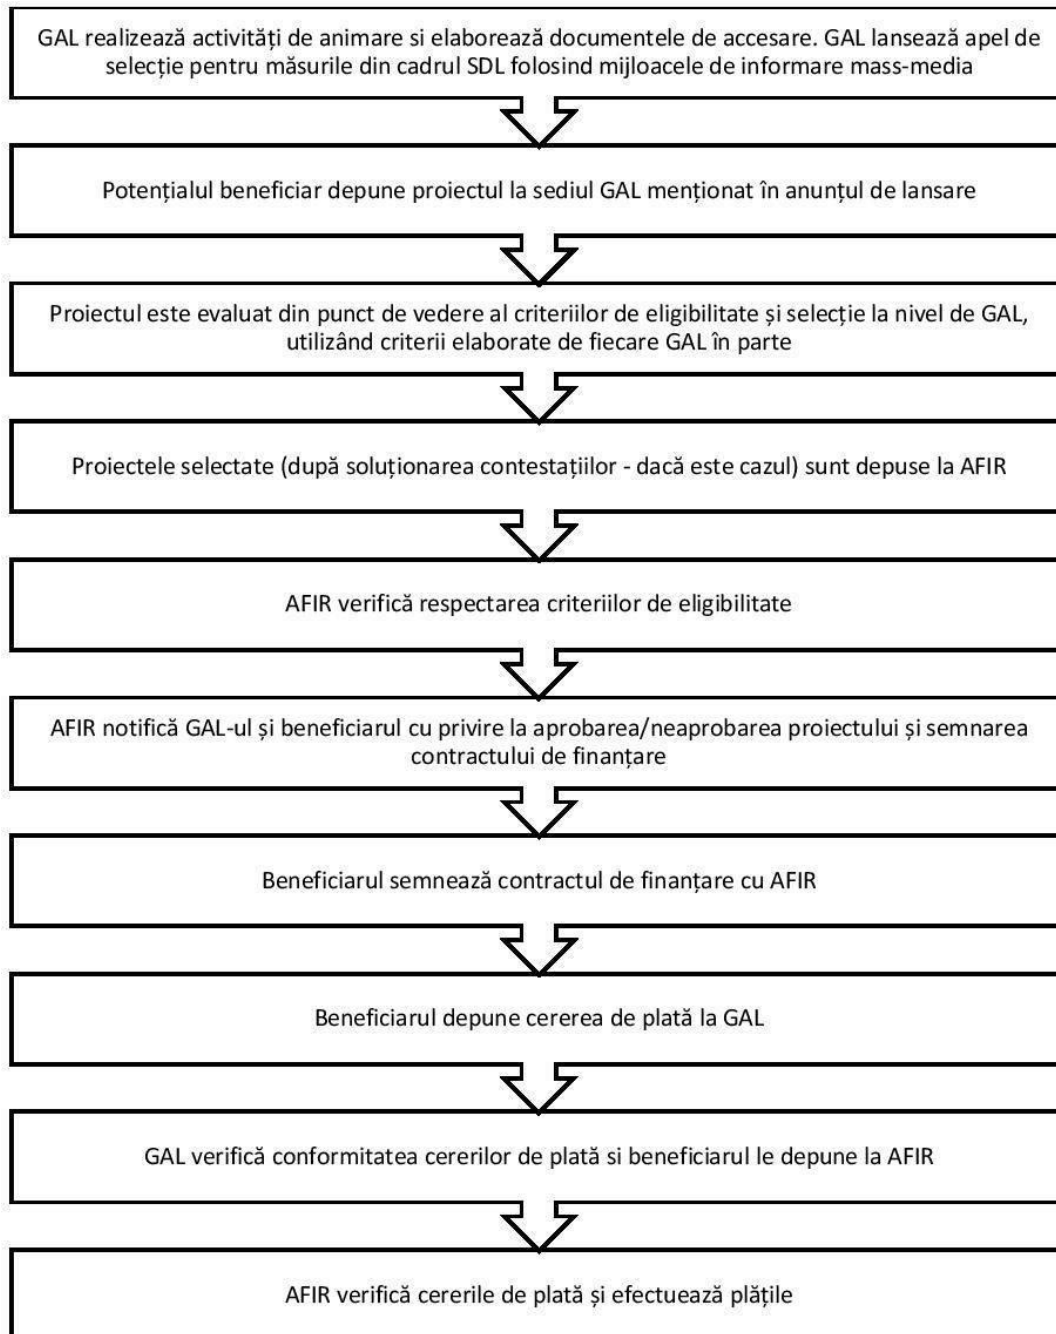 GAL realizează activități de animare si elaborează documentele de accesare. GAL lansează apel de
selecție pentru măsurile din cadrul SDL folosind mijloacele de informare mass-media
Potențialul beneficiar depune proiectul la sediul GAL menționat în anunțul de lansare
Proiectul este evaluat din punct de vedere al criteriilor de eligibilitate și selecție la nivel de GAL,
utilizând criterii elaborate de fiecare GAL în parte
Proiectele selectate (după soluționarea contestațiilor - dacă este cazul) sunt depuse la AFIR
AFIR verifică respectarea criteriilor de eligibilitate
AFIR notifică GAL-ul și beneficiarul cu privire la aprobarea/neaprobarea proiectului și semnarea
contractului de finanțare
Beneficiarul semnează contractul de finanțare cu AFIR
Beneficiarul depune cererea de plată la GAL
GAL verifică conformitatea cererilor de plată si beneficiarul le depune la AFIR
AFIR verifică cererile de plată și efectuează plățile